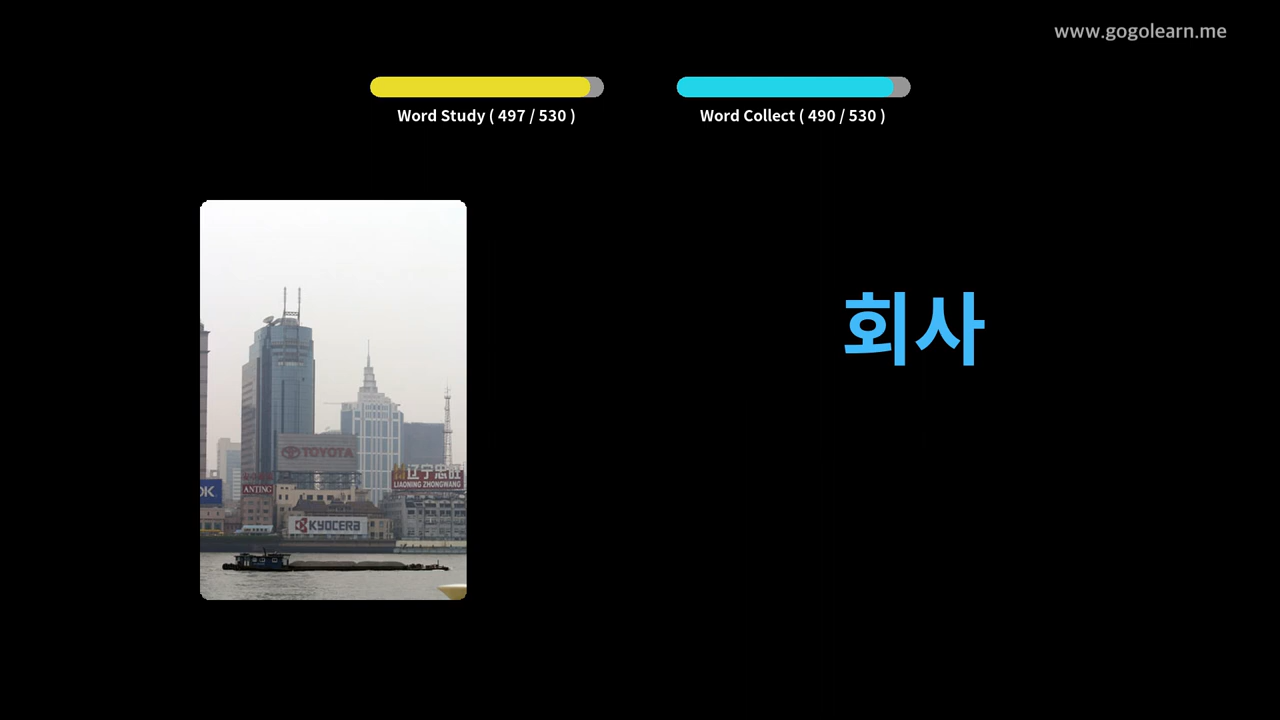 www.gogolearn.me
Word Study ( 497 / 530 )
Word Collect ( 490 / 530 )
회사
TOYOTA
辽宁忠旺
LIAONING ZHONGWANG
OK
ANTING
KYOCERA